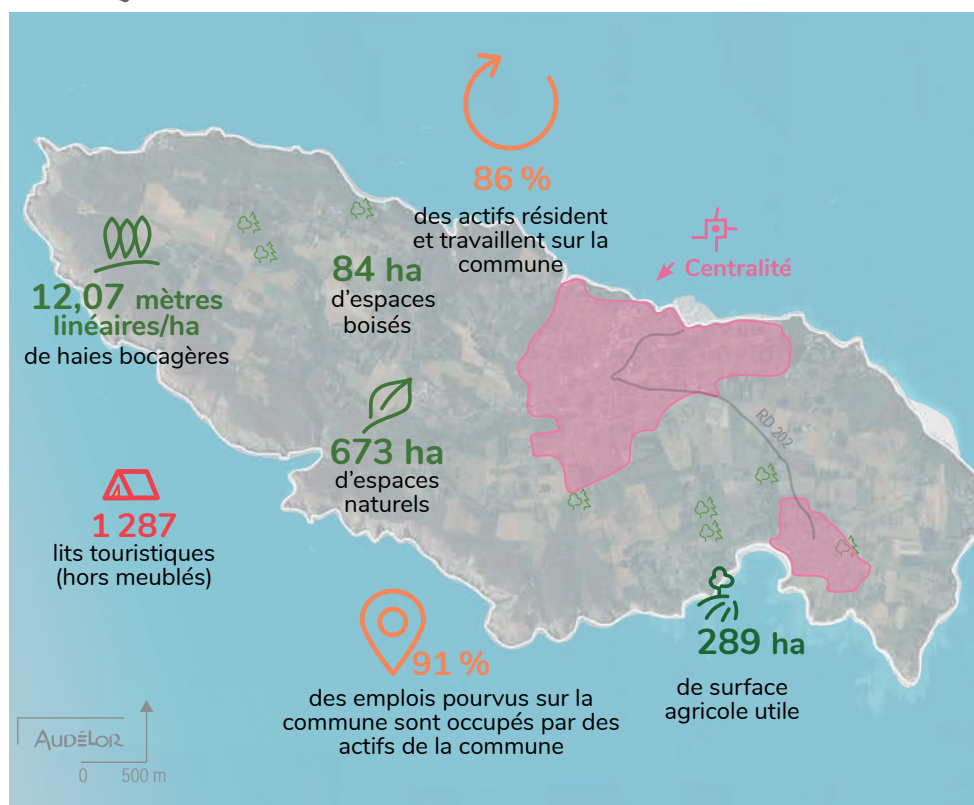 86 %
des actifs résident
et travaillent sur la
commune
Centralité
12,07 mètres
linéaires/ha
de haies bocagères
84 ha
d'espaces
boisés
RD 202
673 ha
d'espaces
naturels
1 287
lits touristiques
(hors meublés)
91 %
des emplois pourvus sur la
commune sont occupés par des
actifs de la commune
289 ha
de surface
agricole utile
AUDÉLOR
0 500 m